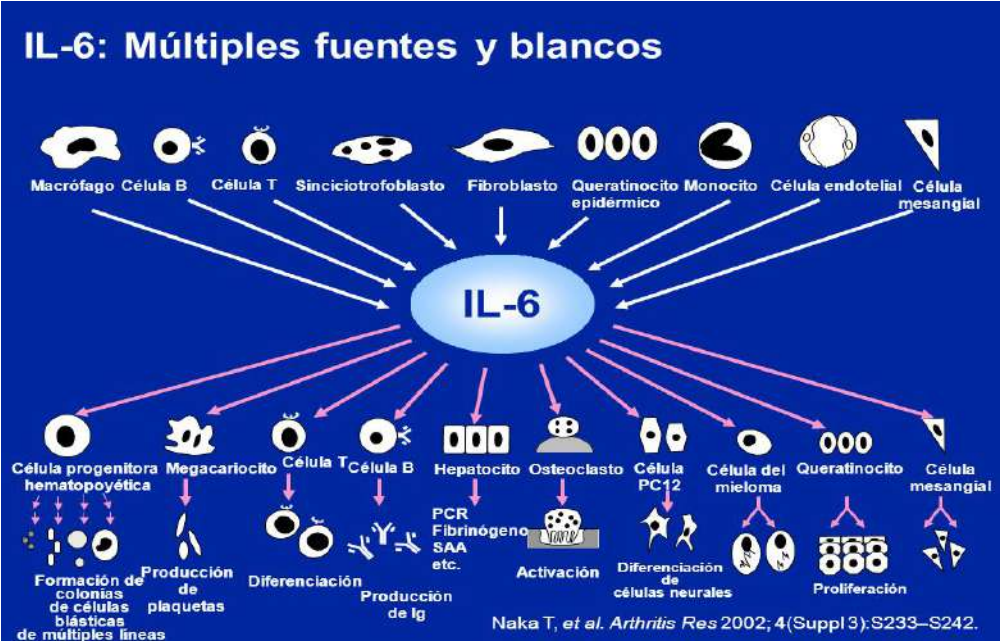 IL-6: Múltiples fuentes y blancos
Macrófago Célula B Célula T Sinciciotrofoblasto Fibroblasto Queratinocito Monocito Célula endotelial Célula
epidérmico mesangial
IL-6
Célula progenitora Megacariocito Célula T Célula B Hepatocito Osteoclasto Célula Célula del Queratinocito Célula
hematopoyética PC12 mieloma mesangial
PCR
Fibrinógeno
SAA
etc.
Formación de
colonias
de células
blásticas
de múltiples líneas
Producción
de
plaquetas
Diferenciación
Producción
de Ig
Activación
Diferenciación
de
células neurales
Proliferación
Naka T, et al. Arthritis Res 2002; 4(Suppl 3):S233–S242.